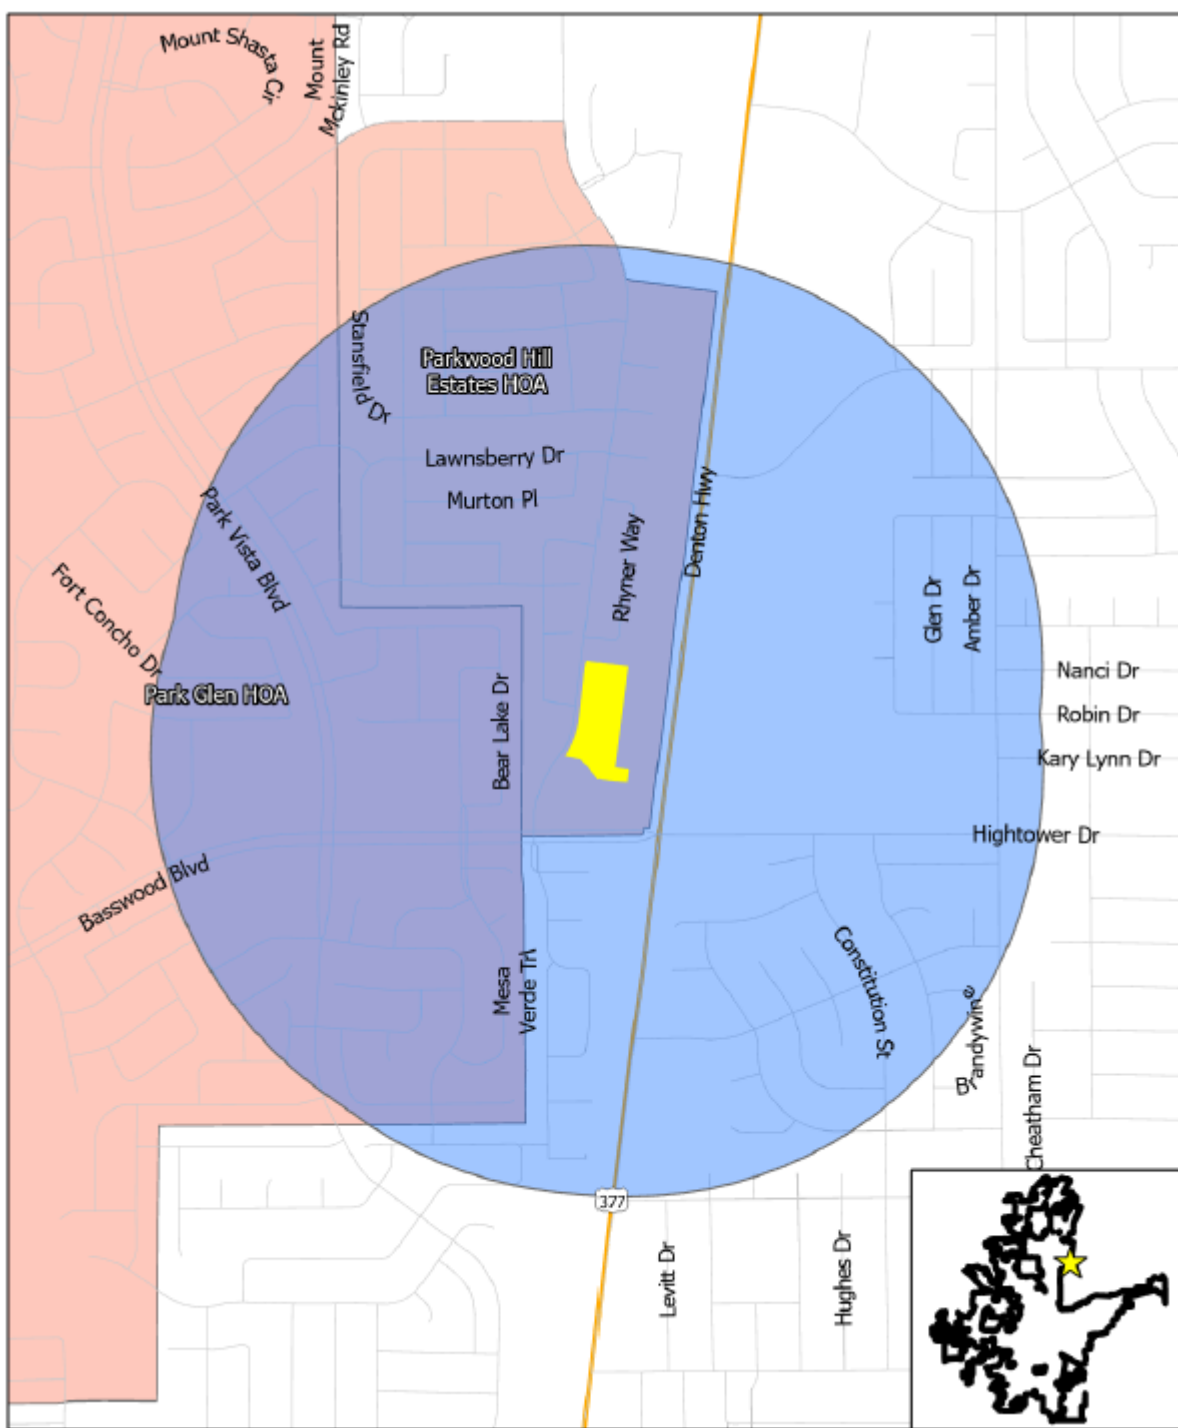 Mount Shasta Cir
Mount
Mckinley Rd
Stansfield Dr
Parkwood Hill
Estates HOA
Lawnsberry Dr
Murton Pl
Park Vista Blvd
Rhyner Way
Denton Hwy
Fort Concho Dr
Glen Dr
Amber Dr
Park Glen HOA
Bear Lake Dr
Nanci Dr
Robin Dr
Kary Lynn Dr
Hightower Dr
Basswood Blvd
Mesa
Verde Trl
Constitution St
Brandywine
Cheatham Dr
377
Levitt Dr
Hughes Dr